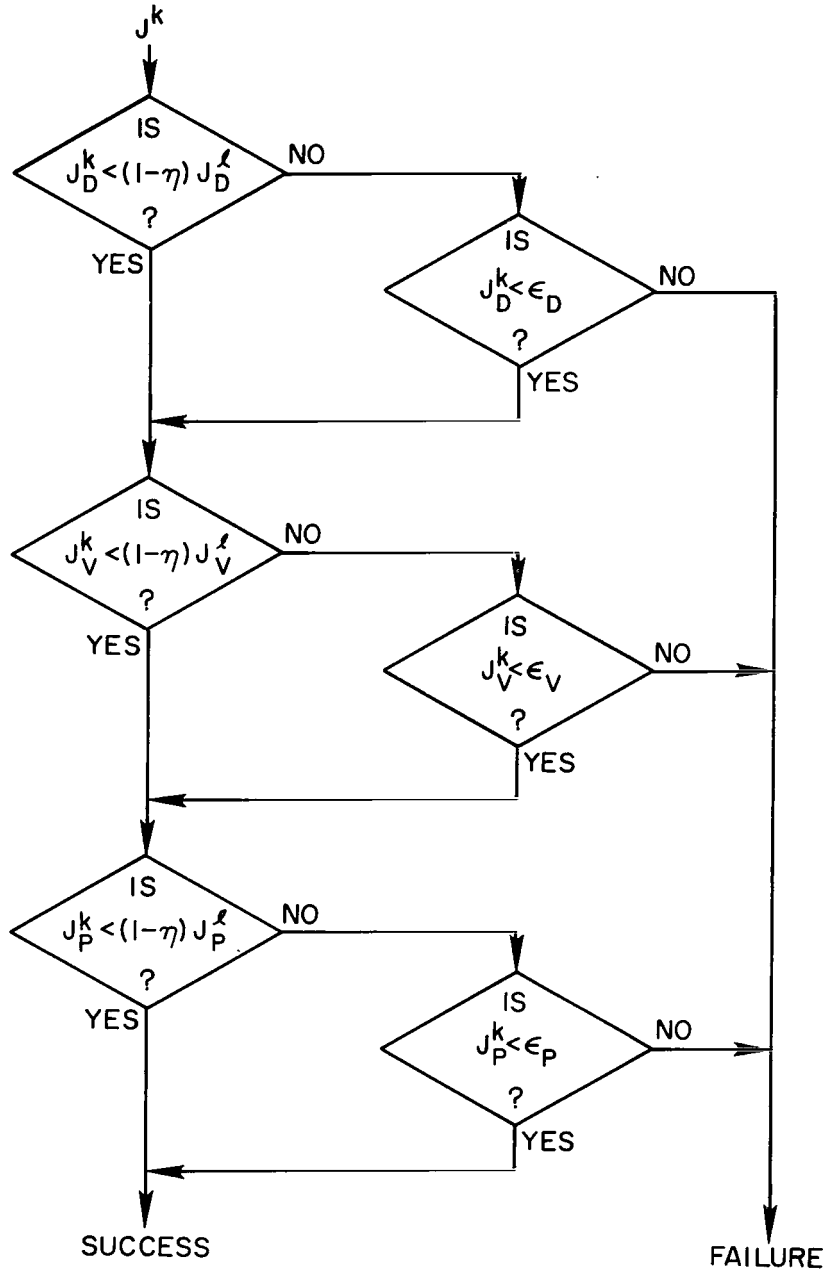 J^k
IS
J_D^k < (1-η) J_D^ℓ
?
NO
YES
IS
J_D^k < ϵ_D
?
NO
YES
IS
J_V^k < (1-η) J_V^ℓ
?
NO
YES
IS
J_V^k < ϵ_V
?
NO
YES
IS
J_P^k < (1-η) J_P^ℓ
?
NO
YES
IS
J_P^k < ϵ_P
?
NO
YES
SUCCESS
FAILURE